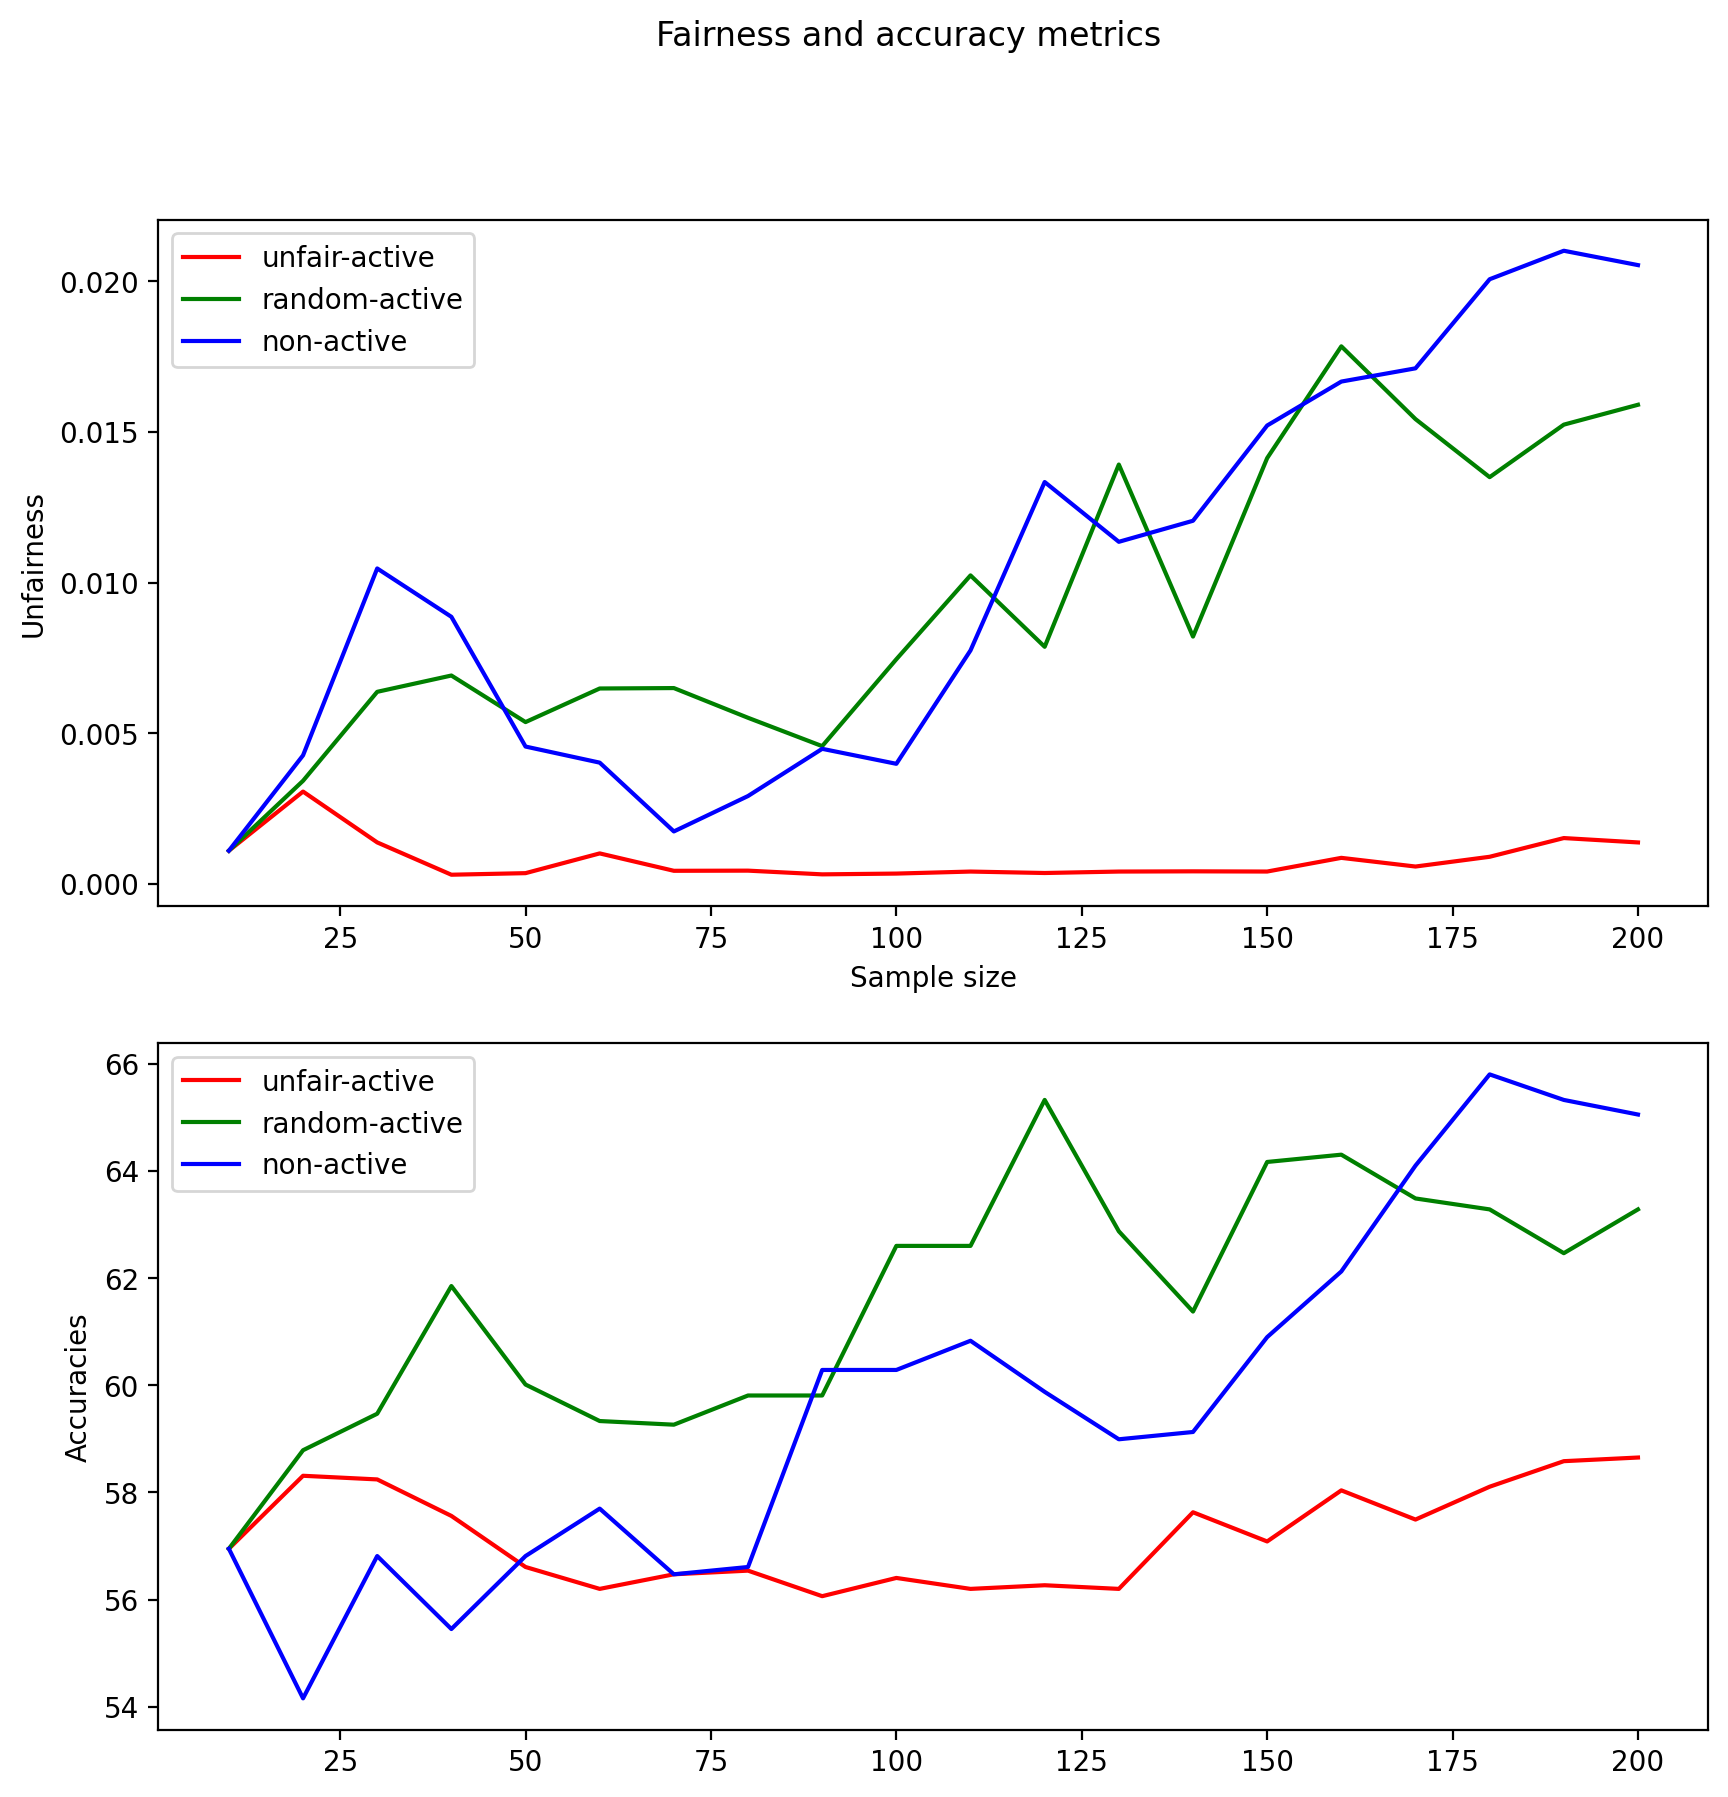 Fairness and accuracy metrics
unfair-active
random-active
non-active
0.020
0.015
0.010
0.005
0.000
Unfairness
25 50 75 100 125 150 175 200
Sample size
unfair-active
random-active
non-active
66
64
62
60
58
56
54
Accuracies
25 50 75 100 125 150 175 200